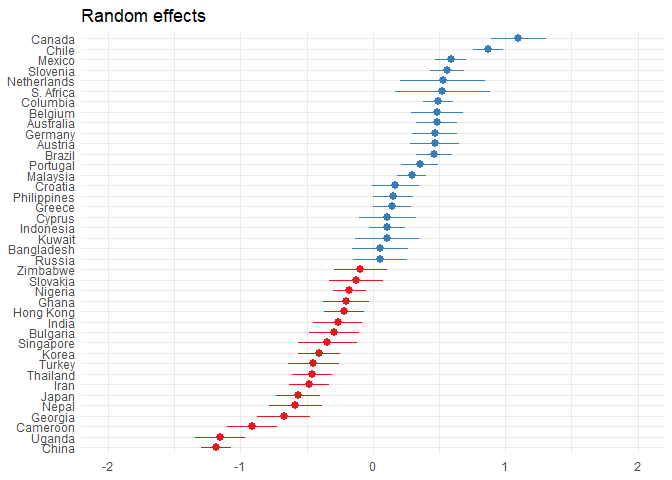 Random effects
Canada
Chile
Mexico
Slovenia
Netherlands
S. Africa
Columbia
Belgium
Australia
Germany
Austria
Brazil
Portugal
Malaysia
Croatia
Philippines
Greece
Cyprus
Indonesia
Kuwait
Bangladesh
Russia
Zimbabwe
Slovakia
Nigeria
Ghana
Hong Kong
India
Bulgaria
Singapore
Korea
Turkey
Thailand
Iran
Japan
Nepal
Georgia
Cameroon
Uganda
China
-2 -1 0 1 2